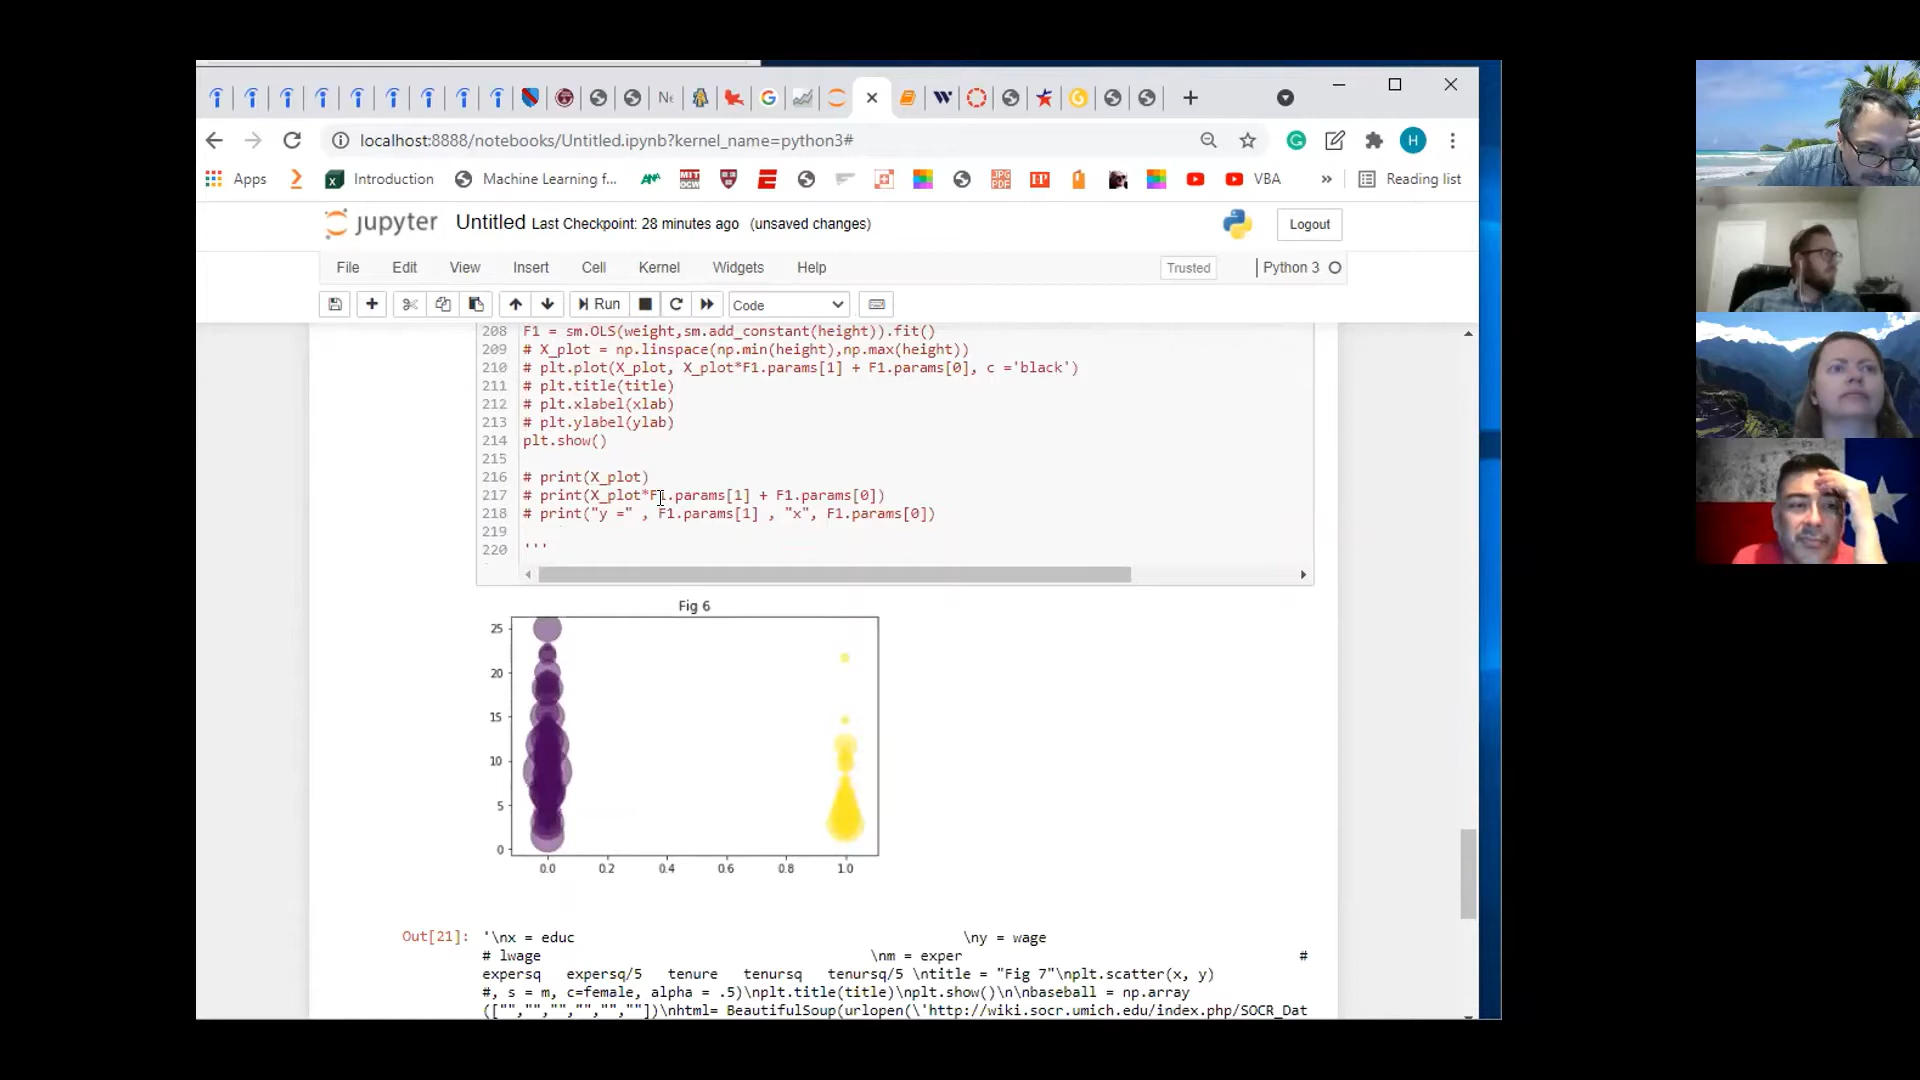 localhost:8888/notebooks/Untitled.ipynb?kernel_name=python3#
H
Apps
Introduction
Machine Learning f...
VBA
»
Reading list
jupyter
Untitled Last Checkpoint: 28 minutes ago (unsaved changes)
Logout
File Edit View Insert Cell Kernel Widgets Help
Trusted
Python 3
Run
Code
208 F1 = sm.OLS(weight,sm.add_constant(height)).fit()
209 # X_plot = np.linspace(np.min(height),np.max(height))
210 # plt.plot(X_plot, X_plot*F1.params[1] + F1.params[0], c ='black')
211 # plt.title(title)
212 # plt.xlabel(xlab)
213 # plt.ylabel(ylab)
214 plt.show()
215
216 # print(X_plot)
217 # print(X_plot*F1.params[1] + F1.params[0])
218 # print("y =" , F1.params[1] , "x", F1.params[0])
219
220 '''
Fig 6
25
20
15
10
5
0
0.0 0.2 0.4 0.6 0.8 1.0
Out[21]: '\nx = educ \ny = wage
# lwage \nm = exper #
expersq expersq/5 tenure tenursq tenursq/5 \ntitle = "Fig 7"\nplt.scatter(x, y)
#, s = m, c=female, alpha = .5)\nplt.title(title)\nplt.show()\n\nbaseball = np.array
(["","","","","",""])\nhtml= BeautifulSoup(urlopen(\'http://wiki.socr.umich.edu/index.php/SOCR_Dat